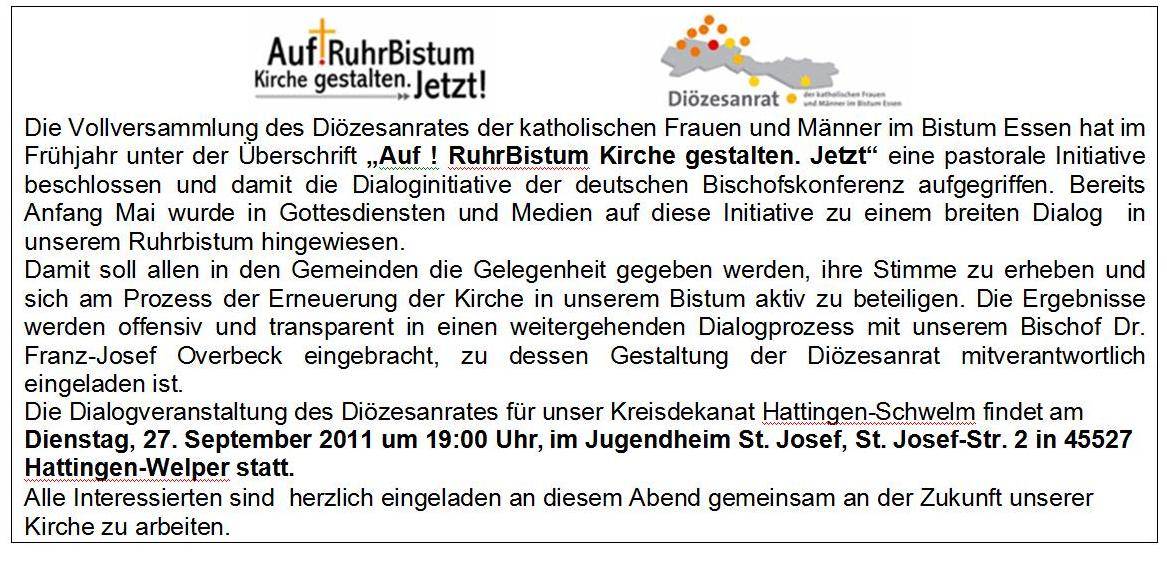 Auf!RuhrBistum
Kirche gestalten. Jetzt!
Diözesanrat der katholischen Frauen
und Männer im Bistum Essen
Die Vollversammlung des Diözesanrates der katholischen Frauen und Männer im Bistum Essen hat im
Frühjahr unter der Überschrift „Auf ! RuhrBistum Kirche gestalten. Jetzt“ eine pastorale Initiative
beschlossen und damit die Dialoginitiative der deutschen Bischofskonferenz aufgegriffen. Bereits
Anfang Mai wurde in Gottesdiensten und Medien auf diese Initiative zu einem breiten Dialog in
unserem Ruhrbistum hingewiesen.
Damit soll allen in den Gemeinden die Gelegenheit gegeben werden, ihre Stimme zu erheben und
sich am Prozess der Erneuerung der Kirche in unserem Bistum aktiv zu beteiligen. Die Ergebnisse
werden offensiv und transparent in einen weitergehenden Dialogprozess mit unserem Bischof Dr.
Franz-Josef Overbeck eingebracht, zu dessen Gestaltung der Diözesanrat mitverantwortlich
eingeladen ist.
Die Dialogveranstaltung des Diözesanrates für unser Kreisdekanat Hattingen-Schwelm findet am
Dienstag, 27. September 2011 um 19:00 Uhr, im Jugendheim St. Josef, St. Josef-Str. 2 in 45527
Hattingen-Welper statt.
Alle Interessierten sind herzlich eingeladen an diesem Abend gemeinsam an der Zukunft unserer
Kirche zu arbeiten.